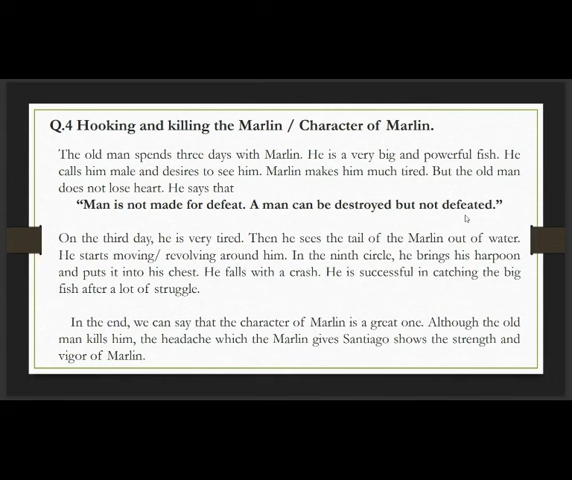 Q.4 Hooking and killing the Marlin / Character of Marlin.
The old man spends three days with Marlin. He is a very big and powerful fish. He
calls him male and desires to see him. Marlin makes him much tired. But the old man
does not lose heart. He says that
“Man is not made for defeat. A man can be destroyed but not defeated.”
On the third day, he is very tired. Then he sees the tail of the Marlin out of water.
He starts moving/ revolving around him. In the ninth circle, he brings his harpoon
and puts it into his chest. He falls with a crash. He is successful in catching the big
fish after a lot of struggle.
In the end, we can say that the character of Marlin is a great one. Although the old
man kills him, the headache which the Marlin gives Santiago shows the strength and
vigor of Marlin.